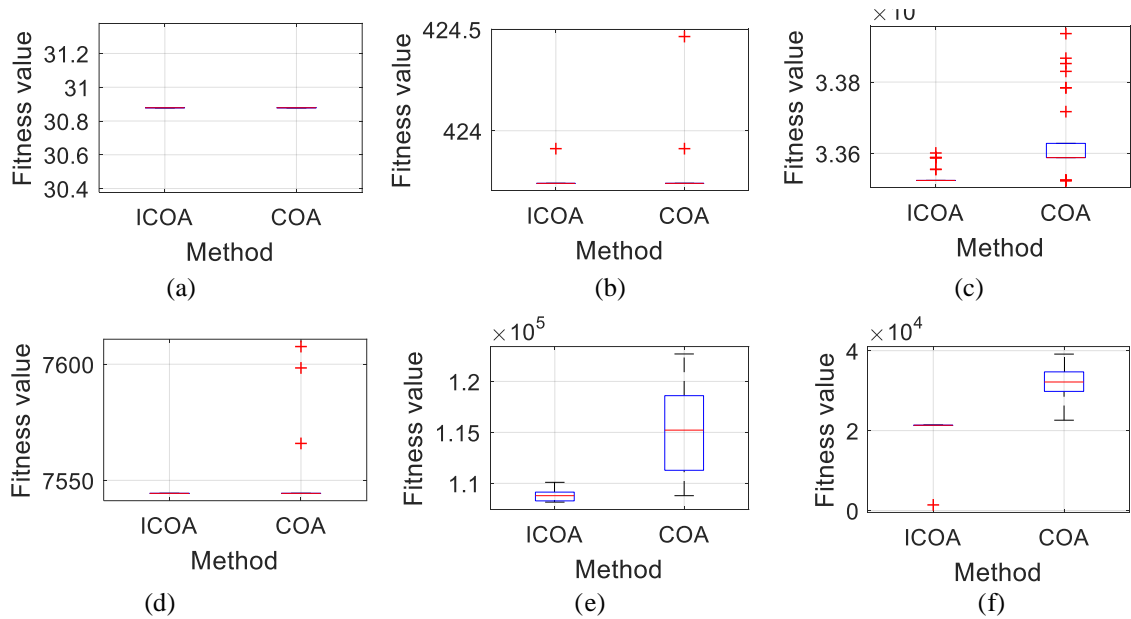 Fitness value
31.2
31
30.8
30.6
30.4
ICOA
COA
Method
(a)
Fitness value
424.5
424
ICOA
COA
Method
(b)
Fitness value
3.38
3.36
ICOA
COA
Method
(c)
Fitness value
7600
7550
ICOA
COA
Method
(d)
×10^5
Fitness value
1.2
1.15
1.1
ICOA
COA
Method
(e)
×10^4
Fitness value
4
2
0
ICOA
COA
Method
(f)